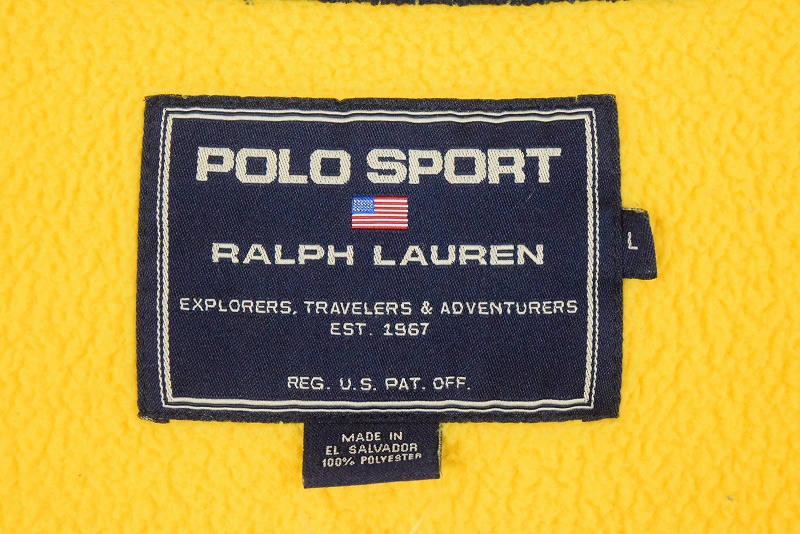 POLO SPORT
RALPH LAUREN
L
EXPLORERS, TRAVELERS & ADVENTURERS
EST. 1967
REG. U.S. PAT. OFF.
MADE IN
EL SALVADOR
100% POLYESTER